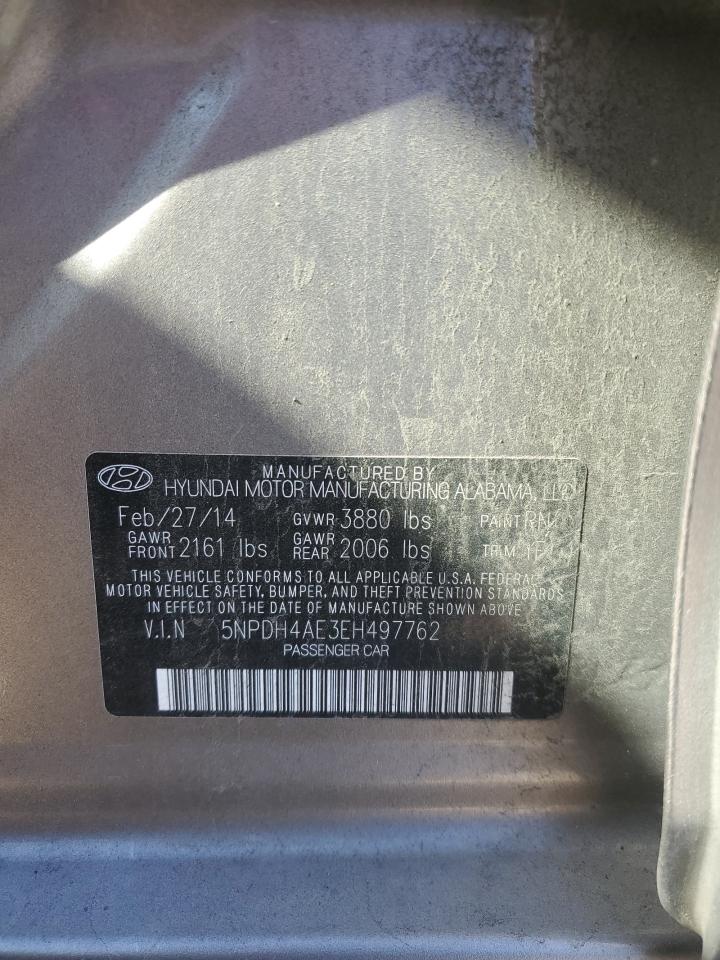 MANUFACTURED BY
HYUNDAI MOTOR MANUFACTURING ALABAMA, LLC
Feb/27/14 GVWR 3880 lbs PAINT
GAWR FRONT 2161 lbs GAWR REAR 2006 lbs TRIM
THIS VEHICLE CONFORMS TO ALL APPLICABLE U.S.A. FEDERAL
MOTOR VEHICLE SAFETY, BUMPER, AND THEFT PREVENTION STANDARDS
IN EFFECT ON THE DATE OF MANUFACTURE SHOWN ABOVE.
V.I.N 5NPDH4AE3EH497762
PASSENGER CAR